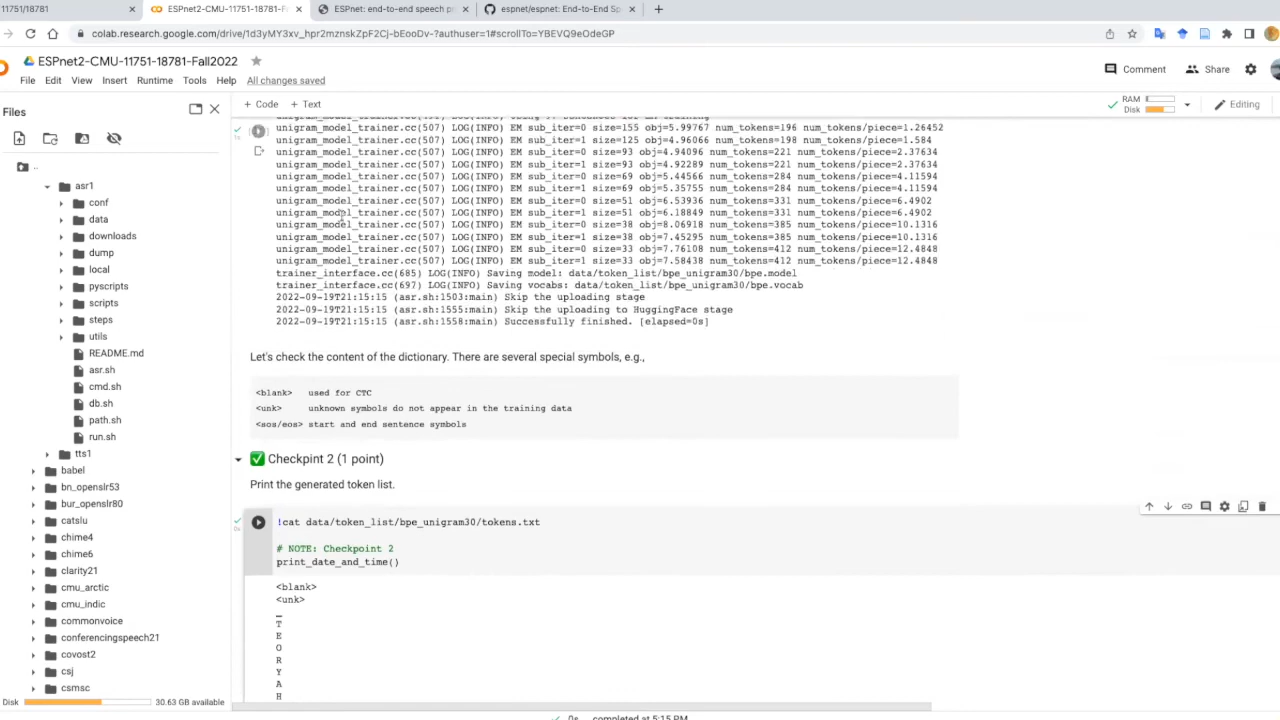 11751/18781
ESPnet2-CMU-11751-18781-F
ESPnet: end-to-end speech pr
espnet/espnet: End-to-End Sp
colab.research.google.com/drive/1d3yMY3xv_hpr2mznskZpF2Cj-bEooDv-?authuser=1#scrollTo=YBEVQ9eOdeGP
ESPnet2-CMU-11751-18781-Fall2022
File Edit View Insert Runtime Tools Help All changes saved
Comment Share
Files
+ Code + Text
RAM
Disk
Editing
..
asr1
conf
data
downloads
dump
local
pyscripts
scripts
steps
utils
README.md
asr.sh
cmd.sh
db.sh
path.sh
run.sh
tts1
babel
bn_openslr53
bur_openslr80
catslu
chime4
chime6
clarity21
cmu_arctic
cmu_indic
commonvoice
conferencingspeech21
covost2
csj
csmsc
Disk 30.63 GB available
unigram_model_trainer.cc(507) LOG(INFO) EM sub_iter=0 size=155 obj=5.99767 num_tokens=196 num_tokens/piece=1.26452
unigram_model_trainer.cc(507) LOG(INFO) EM sub_iter=1 size=125 obj=4.96066 num_tokens=198 num_tokens/piece=1.584
unigram_model_trainer.cc(507) LOG(INFO) EM sub_iter=0 size=93 obj=4.94096 num_tokens=221 num_tokens/piece=2.37634
unigram_model_trainer.cc(507) LOG(INFO) EM sub_iter=1 size=93 obj=4.92289 num_tokens=221 num_tokens/piece=2.37634
unigram_model_trainer.cc(507) LOG(INFO) EM sub_iter=0 size=69 obj=5.44566 num_tokens=284 num_tokens/piece=4.11594
unigram_model_trainer.cc(507) LOG(INFO) EM sub_iter=1 size=69 obj=5.35755 num_tokens=284 num_tokens/piece=4.11594
unigram_model_trainer.cc(507) LOG(INFO) EM sub_iter=0 size=51 obj=6.53936 num_tokens=331 num_tokens/piece=6.4902
unigram_model_trainer.cc(507) LOG(INFO) EM sub_iter=1 size=51 obj=6.18849 num_tokens=331 num_tokens/piece=6.4902
unigram_model_trainer.cc(507) LOG(INFO) EM sub_iter=0 size=38 obj=8.06918 num_tokens=385 num_tokens/piece=10.1316
unigram_model_trainer.cc(507) LOG(INFO) EM sub_iter=1 size=38 obj=7.45295 num_tokens=385 num_tokens/piece=10.1316
unigram_model_trainer.cc(507) LOG(INFO) EM sub_iter=0 size=33 obj=7.76108 num_tokens=412 num_tokens/piece=12.4848
unigram_model_trainer.cc(507) LOG(INFO) EM sub_iter=1 size=33 obj=7.58438 num_tokens=412 num_tokens/piece=12.4848
trainer_interface.cc(685) LOG(INFO) Saving model: data/token_list/bpe_unigram30/bpe.model
trainer_interface.cc(697) LOG(INFO) Saving vocabs: data/token_list/bpe_unigram30/bpe.vocab
2022-09-19T21:15:15 (asr.sh:1503:main) Skip the uploading stage
2022-09-19T21:15:15 (asr.sh:1555:main) Skip the uploading to HuggingFace stage
2022-09-19T21:15:15 (asr.sh:1558:main) Successfully finished. [elapsed=0s]
Let's check the content of the dictionary. There are several special symbols, e.g.,
<blank> used for CTC
<unk> unknown symbols do not appear in the training data
<sos/eos> start and end sentence symbols
✅ Checkpint 2 (1 point)
Print the generated token list.
!cat data/token_list/bpe_unigram30/tokens.txt
# NOTE: Checkpoint 2
print_date_and_time()
<blank>
<unk>
▁
T
E
O
R
Y
A
H
0s completed at 5:15 PM